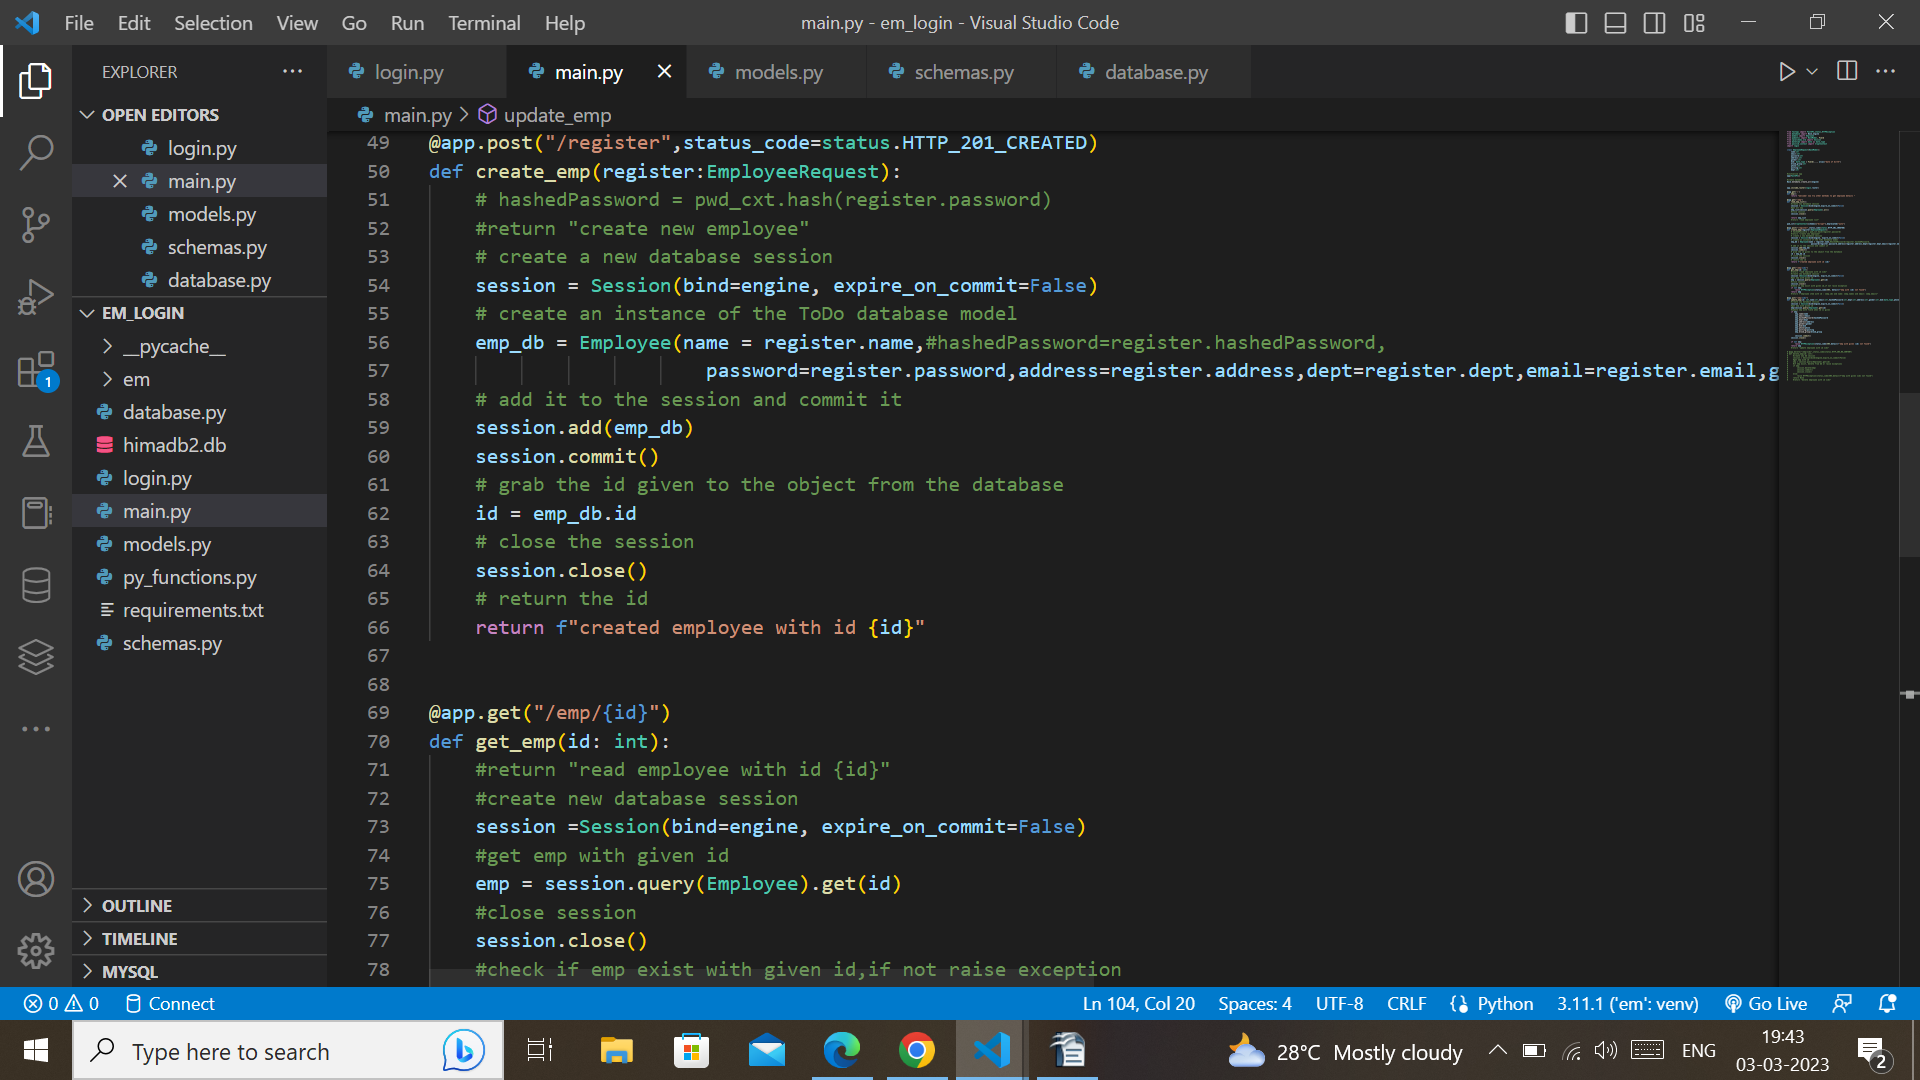 File Edit Selection View Go Run Terminal Help
main.py - em_login - Visual Studio Code
EXPLORER
OPEN EDITORS
login.py
main.py
models.py
schemas.py
database.py
EM_LOGIN
__pycache__
em
database.py
himadb2.db
login.py
main.py
models.py
py_functions.py
requirements.txt
schemas.py
OUTLINE
TIMELINE
MYSQL
1
login.py main.py models.py schemas.py database.py
main.py > update_emp
49 @app.post("/register",status_code=status.HTTP_201_CREATED)
50 def create_emp(register:EmployeeRequest):
51 # hashedPassword = pwd_cxt.hash(register.password)
52 #return "create new employee"
53 # create a new database session
54 session = Session(bind=engine, expire_on_commit=False)
55 # create an instance of the ToDo database model
56 emp_db = Employee(name = register.name,#hashedPassword=register.hashedPassword,
57 password=register.password,address=register.address,dept=register.dept,email=register.email,g
58 # add it to the session and commit it
59 session.add(emp_db)
60 session.commit()
61 # grab the id given to the object from the database
62 id = emp_db.id
63 # close the session
64 session.close()
65 # return the id
66 return f"created employee with id {id}"
67
68
69 @app.get("/emp/{id}")
70 def get_emp(id: int):
71 #return "read employee with id {id}"
72 #create new database session
73 session =Session(bind=engine, expire_on_commit=False)
74 #get emp with given id
75 emp = session.query(Employee).get(id)
76 #close session
77 session.close()
78 #check if emp exist with given id,if not raise exception
0 0 Connect
Ln 104, Col 20 Spaces: 4 UTF-8 CRLF Python 3.11.1 ('em': venv) Go Live
Type here to search
28°C Mostly cloudy
ENG
19:43
03-03-2023
2